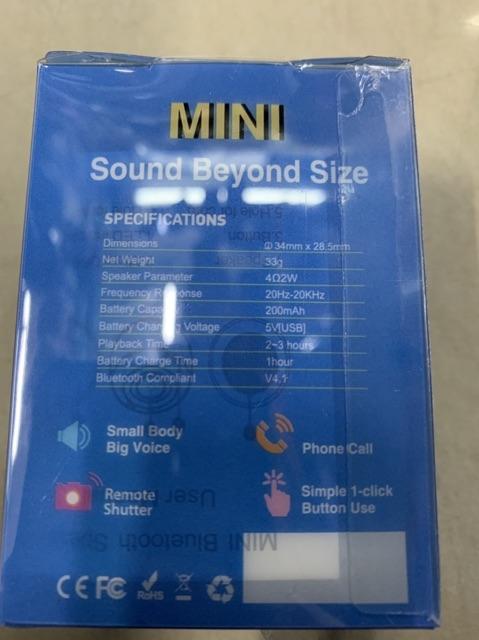 MINI
Sound Beyond Size
SPECIFICATIONS
Dimensions Ф34mm x 28.5mm
Net Weight 33g
Speaker Parameter 4Ω2W
Frequency Response 20Hz-20KHz
Battery Capacity 200mAh
Battery Charging Voltage 5V[USB]
Playback Time 2~3 hours
Battery Charge Time 1hour
Bluetooth Compliant V4.1
Small Body
Big Voice
Phone Call
Remote
Shutter
Simple 1-click
Button Use
CE FC RoHS